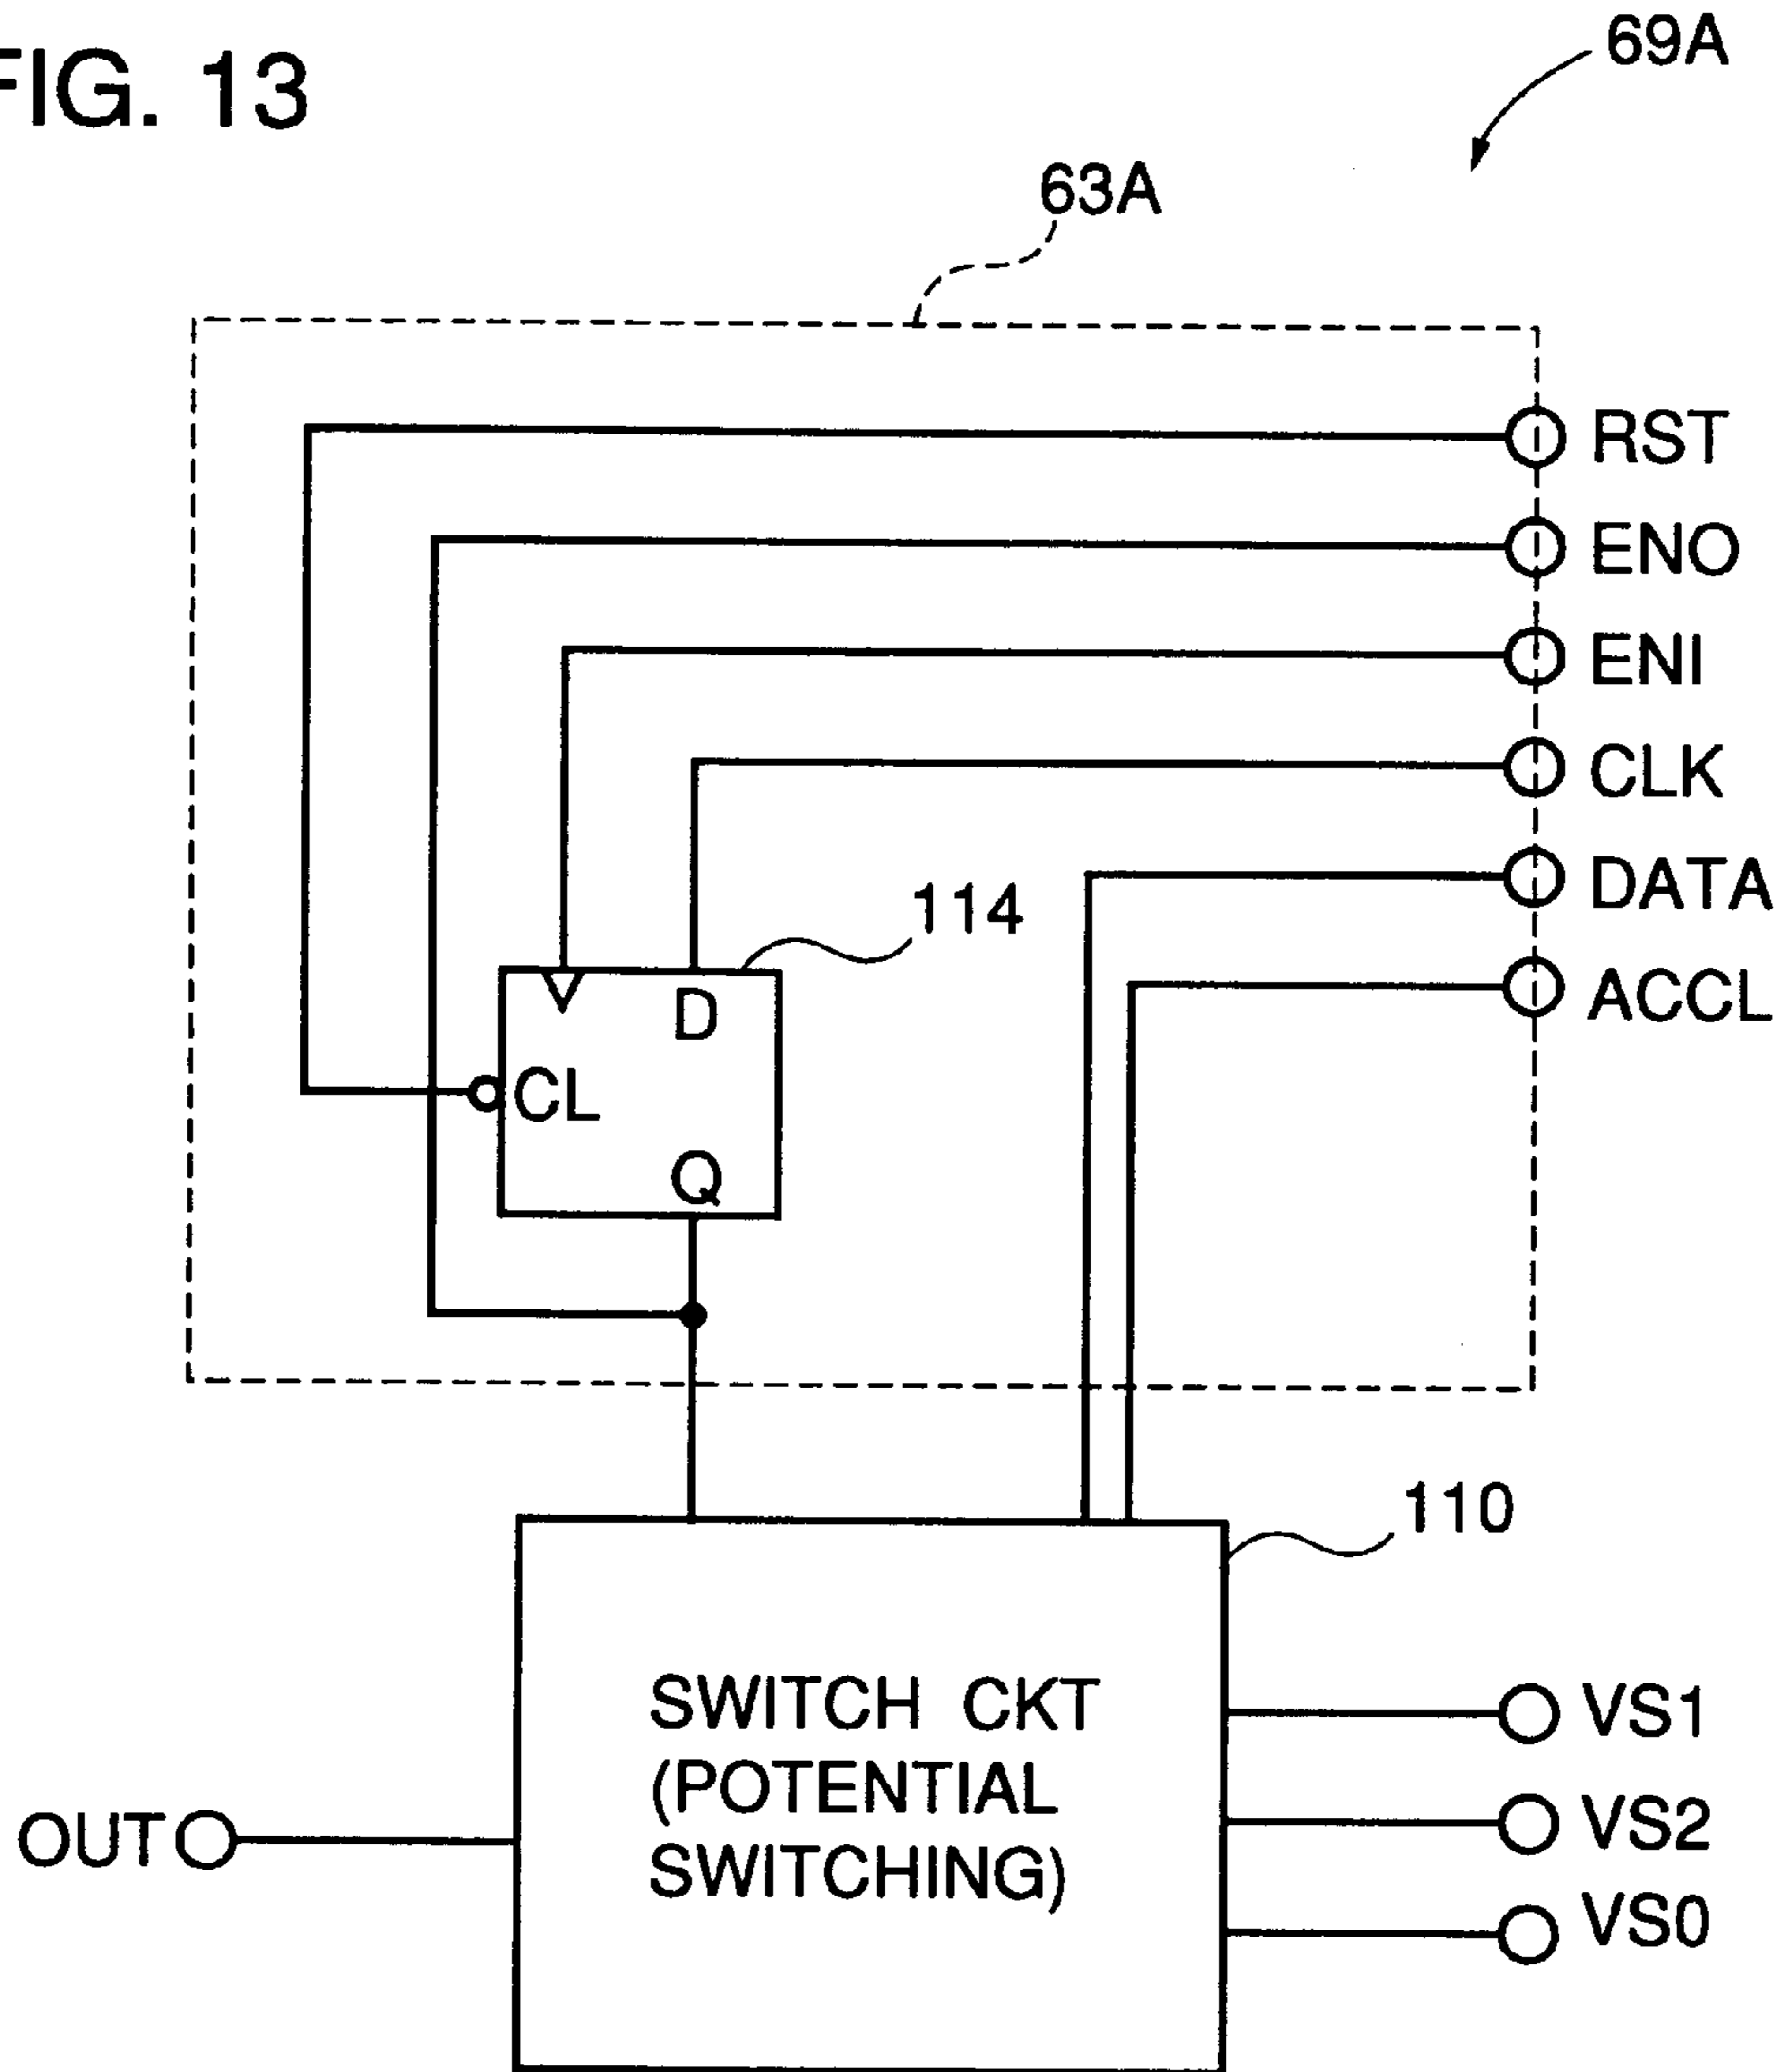 FIG. 13
69A
63A
RST
ENO
ENI
CLK
DATA
114
ACCL
D
CL
Q
110
SWITCH CKT
(POTENTIAL
SWITCHING)
VS1
VS2
VS0
OUT